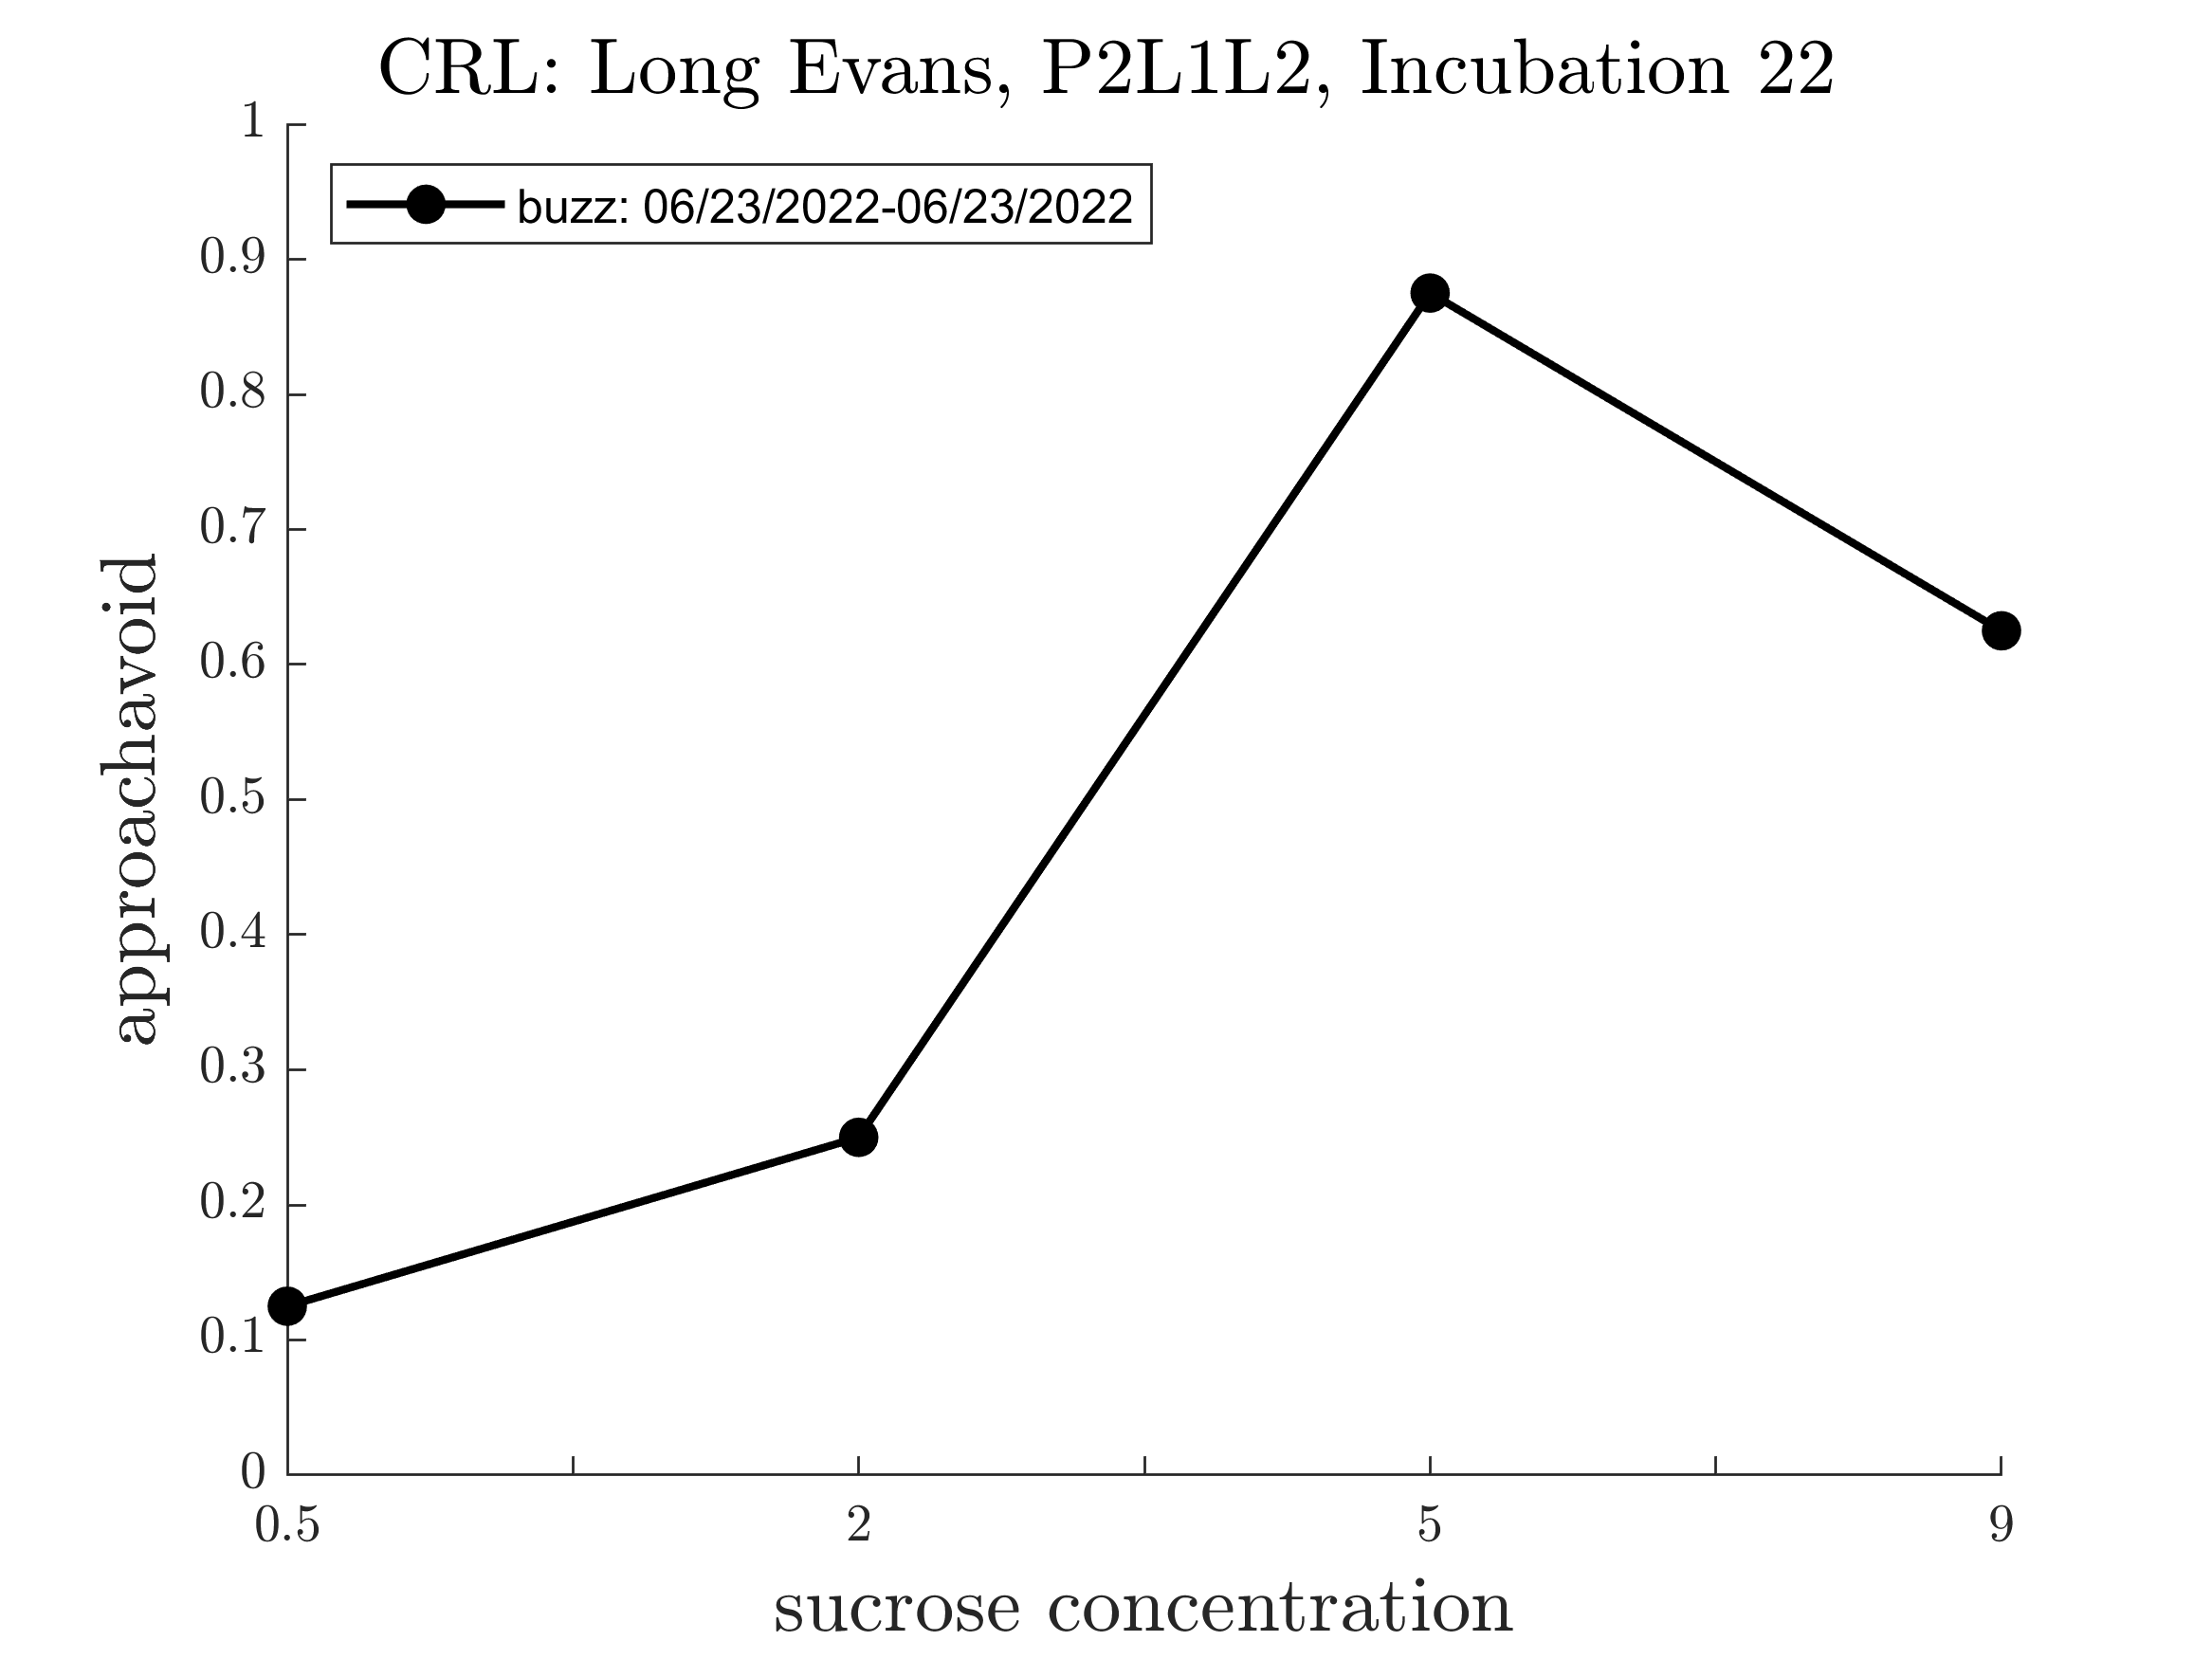 CRL: Long Evans, P2L1L2, Incubation 22
buzz: 06/23/2022-06/23/2022
1
0.9
0.8
0.7
0.6
0.5
0.4
0.3
0.2
0.1
0
approachavoid
0.5 2 5 9
sucrose concentration